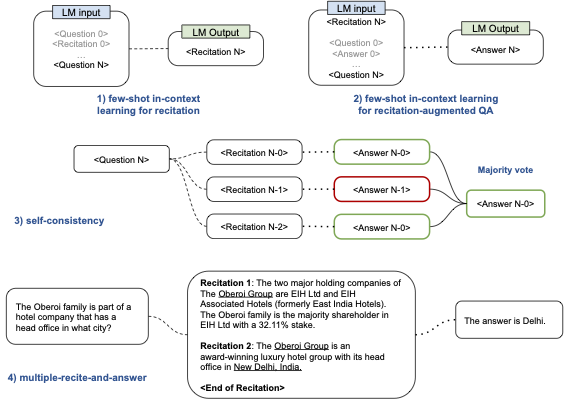 LM input
<Question 0>
<Recitation 0>
...
<Question N>
LM Output
<Recitation N>
1) few-shot in-context
learning for recitation
LM input
<Recitation N>
<Question 0>
<Answer 0>
...
<Question N>
LM Output
<Answer N>
2) few-shot in-context learning
for recitation-augmented QA
<Question N>
<Recitation N-0>
<Answer N-0>
<Recitation N-1>
<Answer N-1>
<Recitation N-2>
<Answer N-0>
Majority vote
<Answer N-0>
3) self-consistency
The Oberoi family is part of a
hotel company that has a
head office in what city?
Recitation 1: The two major holding companies of
The Oberoi Group are EIH Ltd and EIH
Associated Hotels (formerly East India Hotels).
The Oberoi family is the majority shareholder in
EIH Ltd with a 32.11% stake.
Recitation 2: The Oberoi Group is an
award-winning luxury hotel group with its head
office in New Delhi, India.
<End of Recitation>
The answer is Delhi.
4) multiple-recite-and-answer